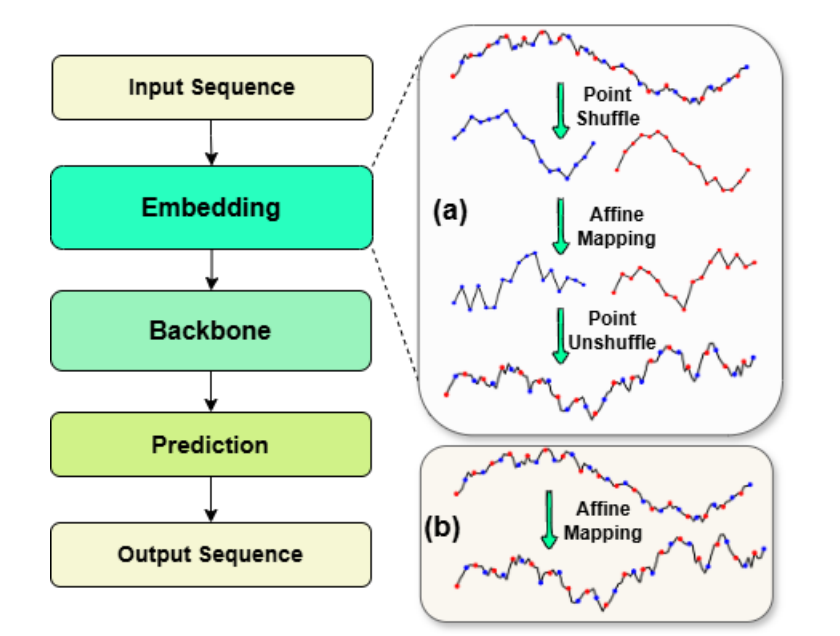 Input Sequence
Embedding
Backbone
Prediction
Output Sequence
Point
Shuffle
(a)
Affine
Mapping
Point
Unshuffle
(b)
Affine
Mapping